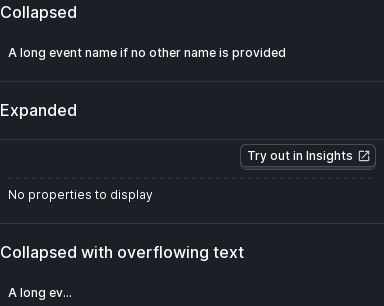 Collapsed
A long event name if no other name is provided
Expanded
Try out in Insights
No properties to display
Collapsed with overflowing text
A long ev...